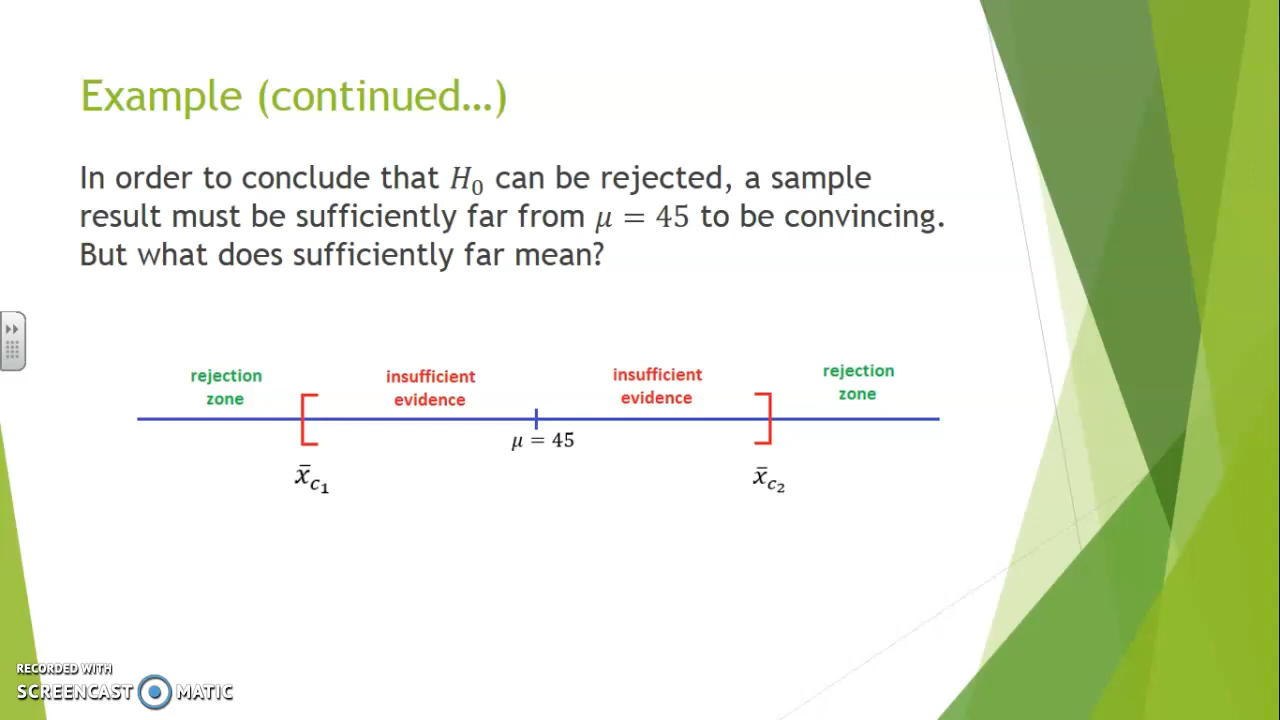 Example (continued…)
In order to conclude that H₀ can be rejected, a sample
result must be sufficiently far from μ = 45 to be convincing.
But what does sufficiently far mean?
rejection
zone
insufficient
evidence
insufficient
evidence
rejection
zone
μ = 45
x̄c₁
x̄c₂
RECORDED WITH
SCREENCAST MATIC